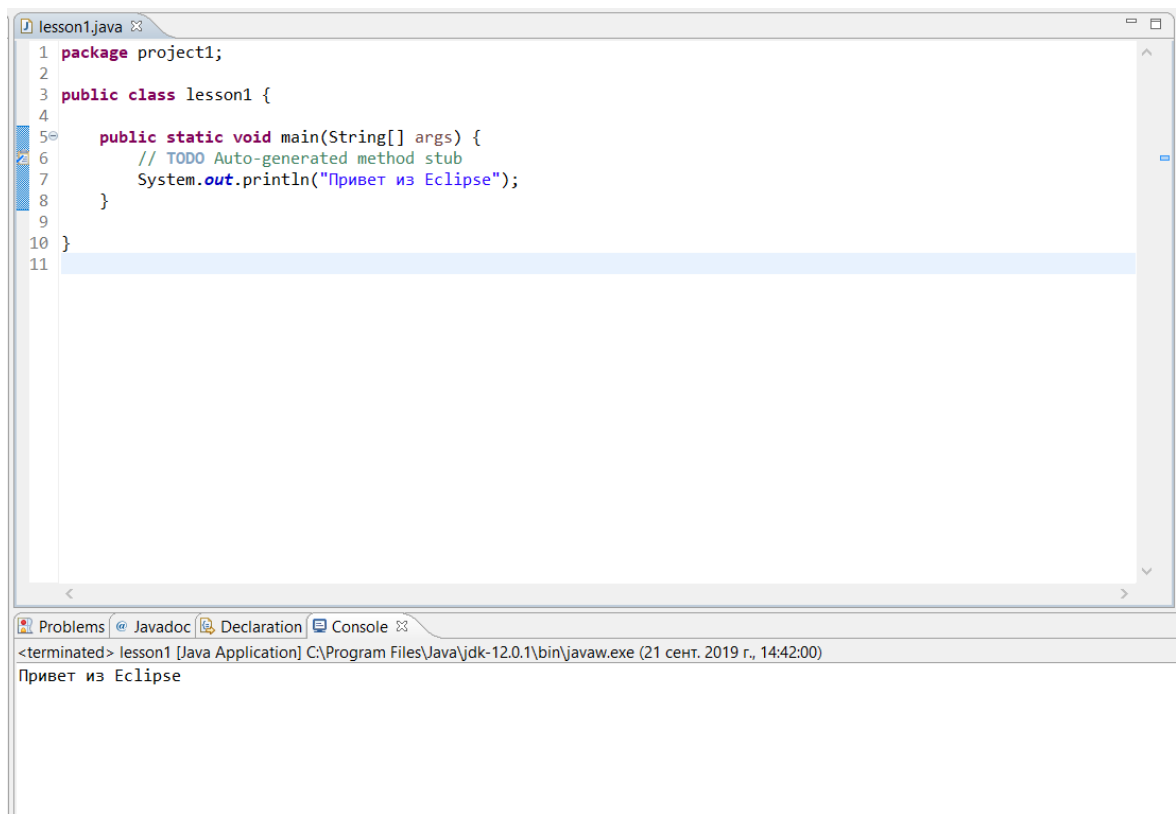 lesson1.java
1 package project1;
2
3 public class lesson1 {
4
5 public static void main(String[] args) {
6 // TODO Auto-generated method stub
7 System.out.println("Привет из Eclipse");
8 }
9
10 }
11
Problems @ Javadoc Declaration Console
<terminated> lesson1 [Java Application] C:\Program Files\Java\jdk-12.0.1\bin\javaw.exe (21 сент. 2019 г., 14:42:00)
Привет из Eclipse